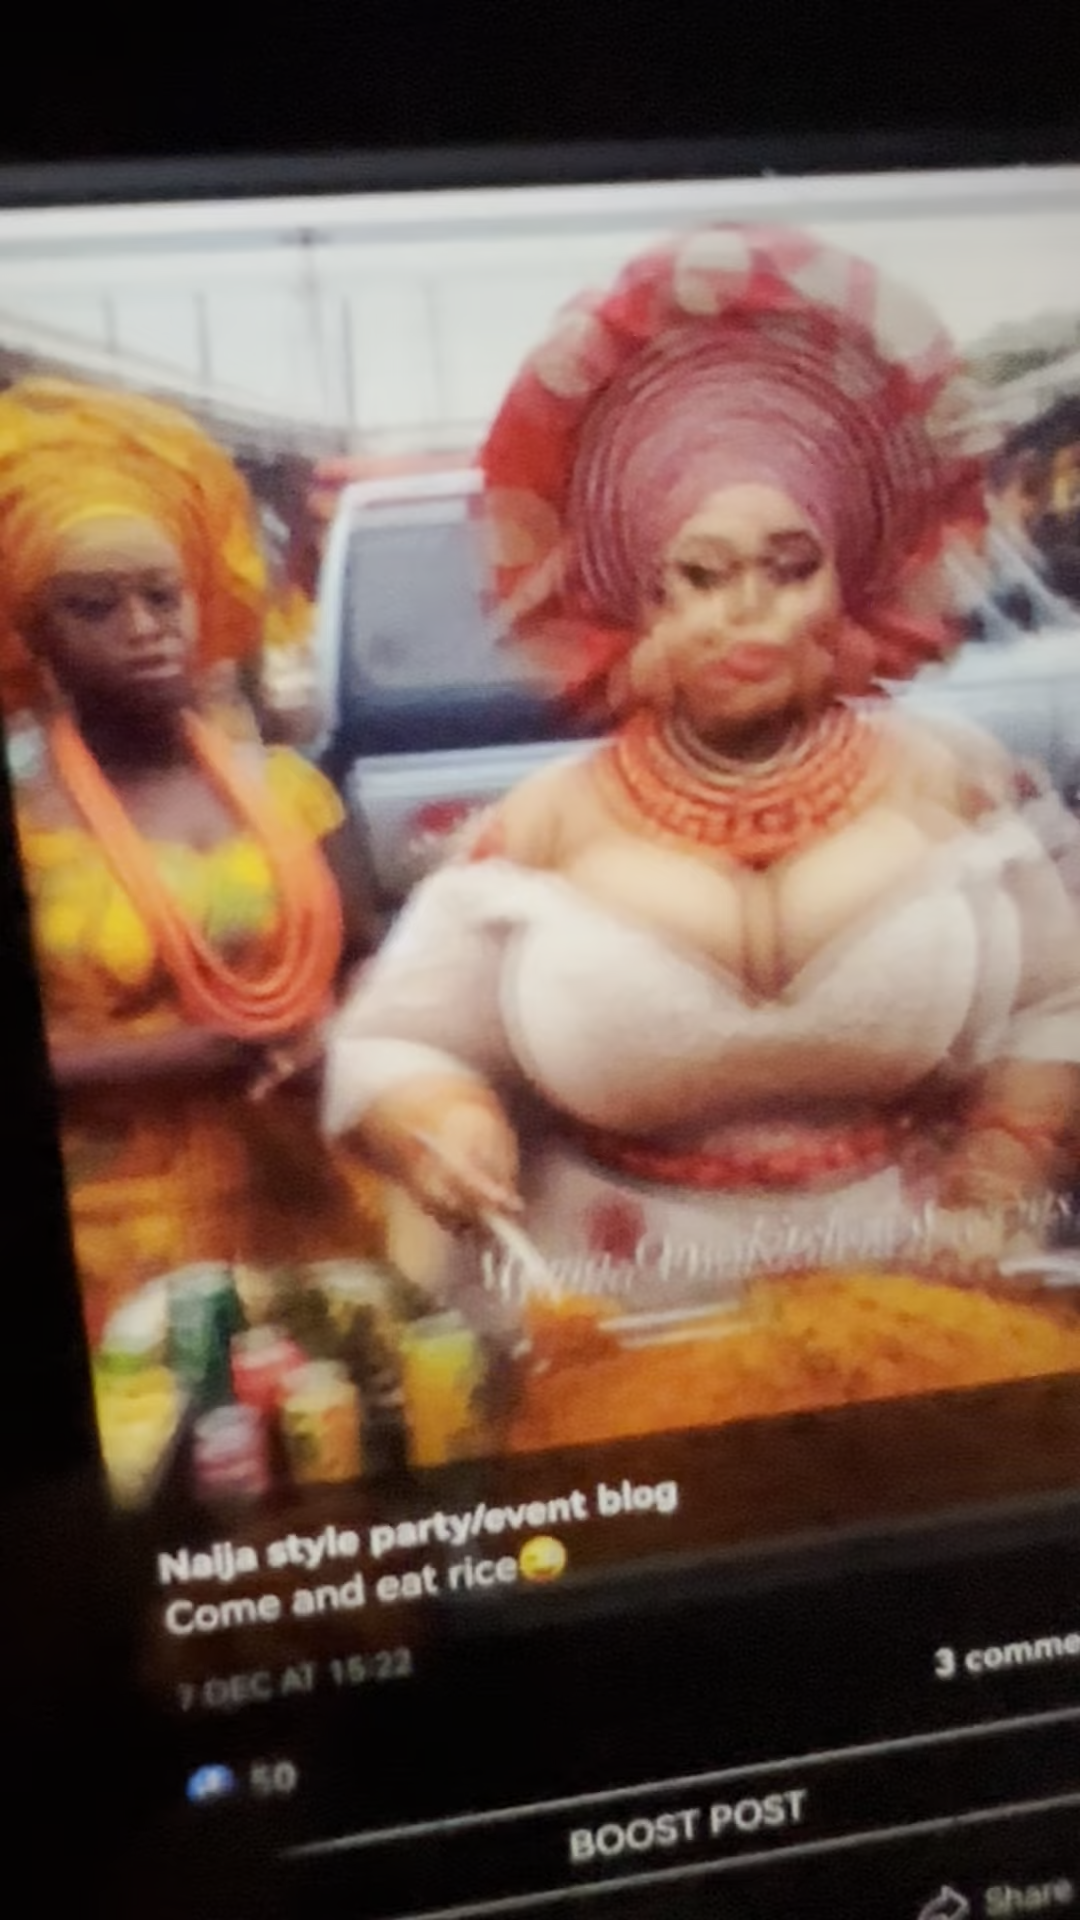 Naija style party/event blog
Come and eat rice😜
7 DEC AT 15:22
3 comme
50
BOOST POST
Share